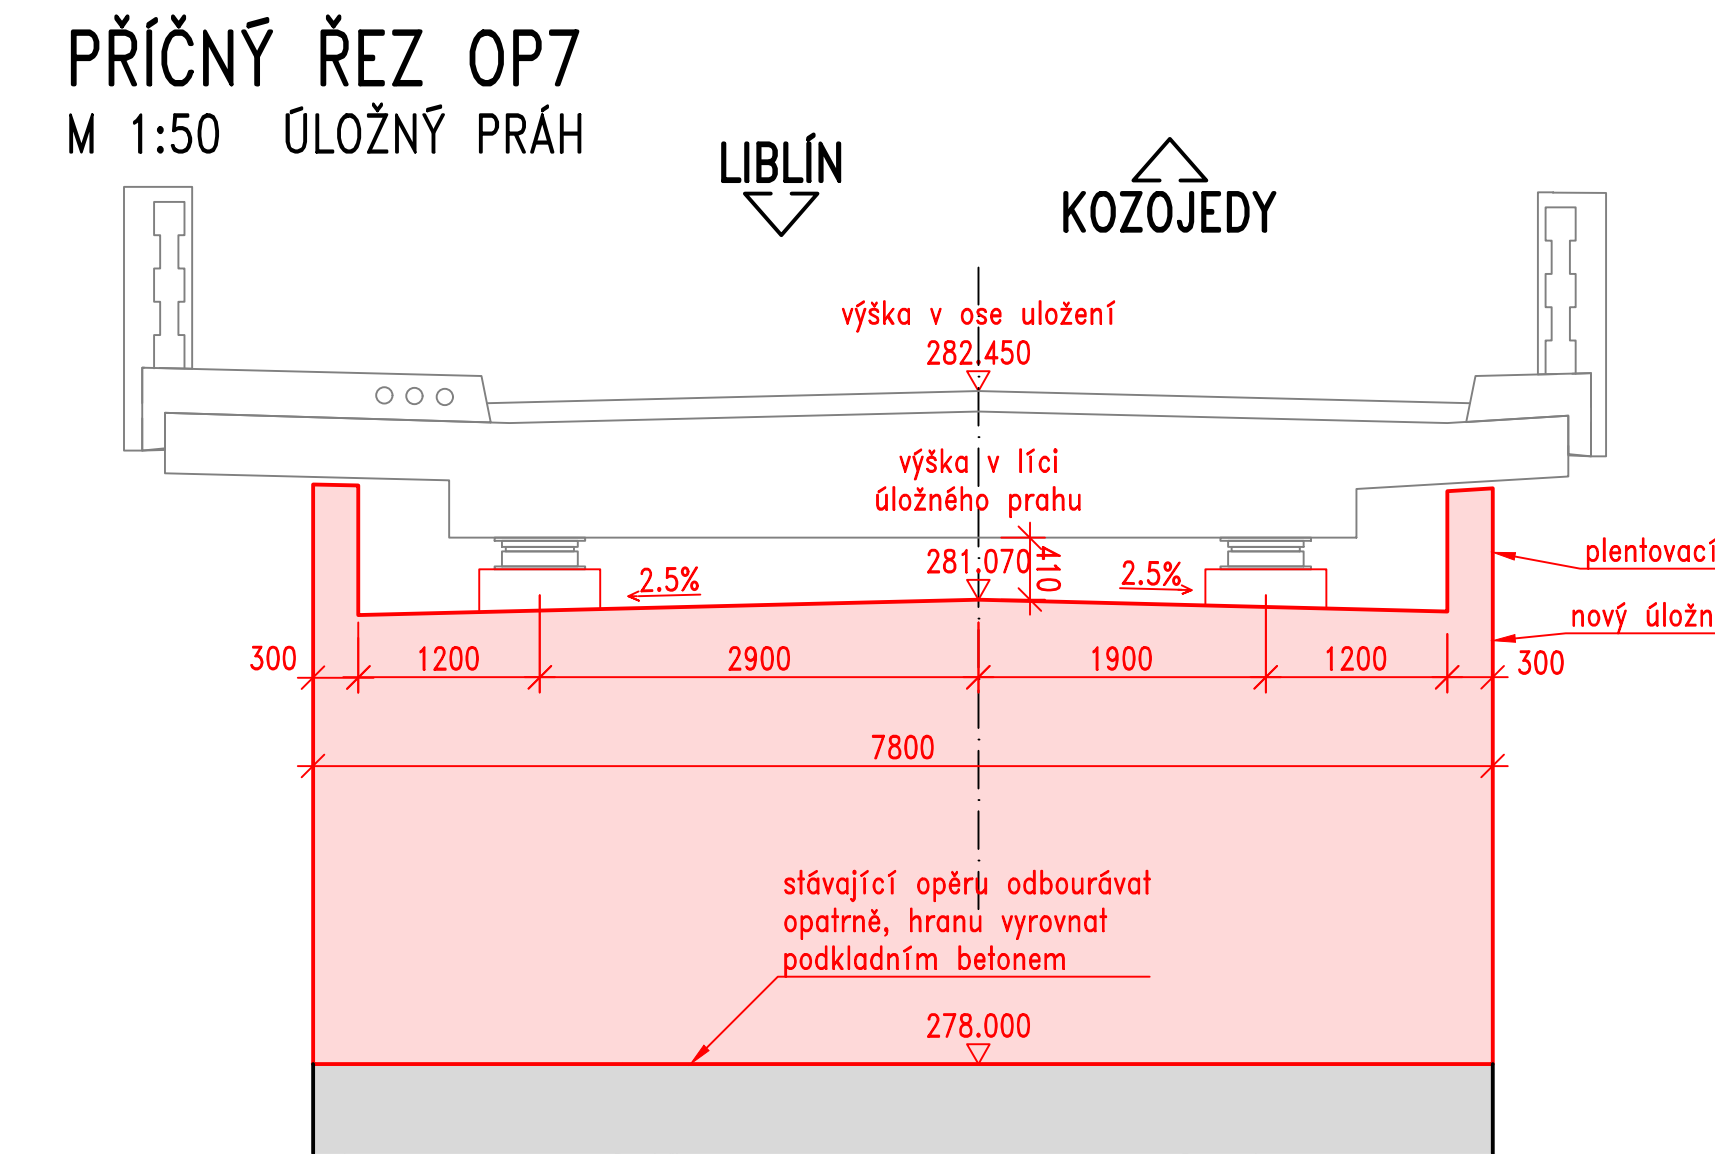 PŘÍČNÝ ŘEZ OP7
M 1:50 ÚLOŽNÝ PRÁH
LIBLÍN
KOZOJEDY
výška v ose uložení
282.450
výška v líci
úložného prahu
281.070
410
2.5%
2.5%
plentovací
nový úložn
300
1200
2900
1900
1200
300
7800
stávající opěru odbourávat
opatrně, hranu vyrovnat
podkladním betonem
278.000